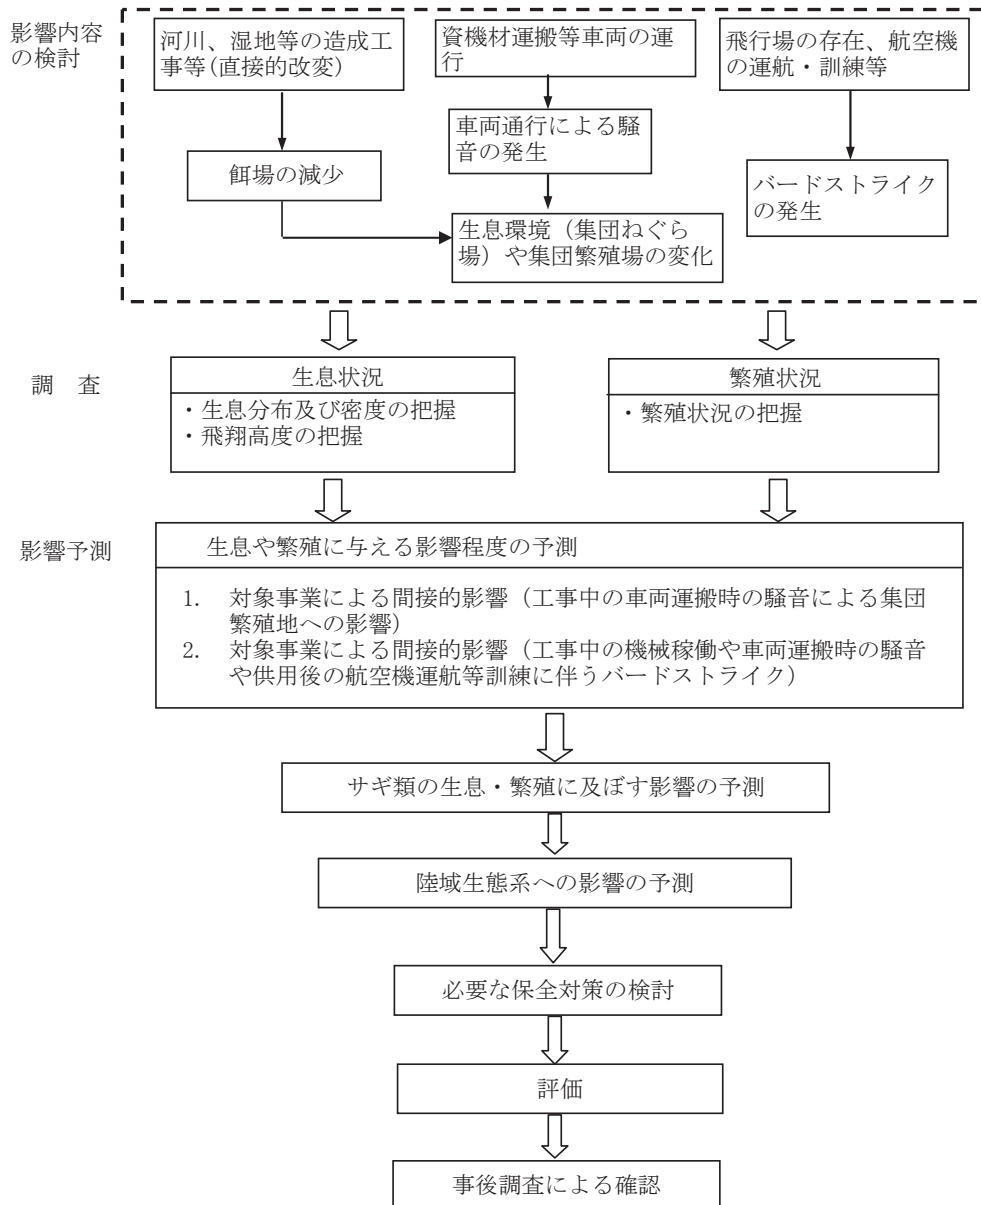 影響内容
の検討
河川、湿地等の造成工
事等(直接的改変)
資機材運搬等車両の運
行
飛行場の存在、航空機
の運航・訓練等
車両通行による騒
音の発生
餌場の減少
バードストライク
の発生
生息環境(集団ねぐら
場)や集団繁殖場の変化
調　査
生息状況
・生息分布及び密度の把握
・飛翔高度の把握
繁殖状況
・繁殖状況の把握
影響予測
生息や繁殖に与える影響程度の予測
1. 対象事業による間接的影響(工事中の車両運搬時の騒音による集団
繁殖地への影響)
2. 対象事業による間接的影響(工事中の機械稼働や車両運搬時の騒音
や供用後の航空機運航等訓練に伴うバードストライク)
サギ類の生息・繁殖に及ぼす影響の予測
陸域生態系への影響の予測
必要な保全対策の検討
評価
事後調査による確認